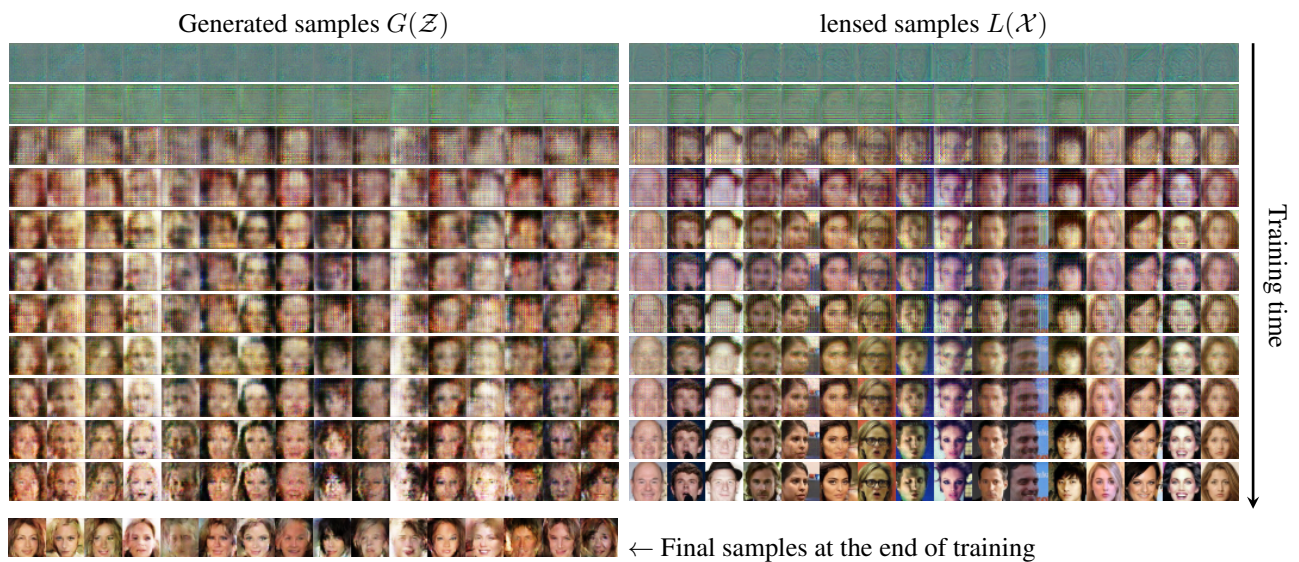 Generated samples G(Z)
lensed samples L(X)
Training time
← Final samples at the end of training